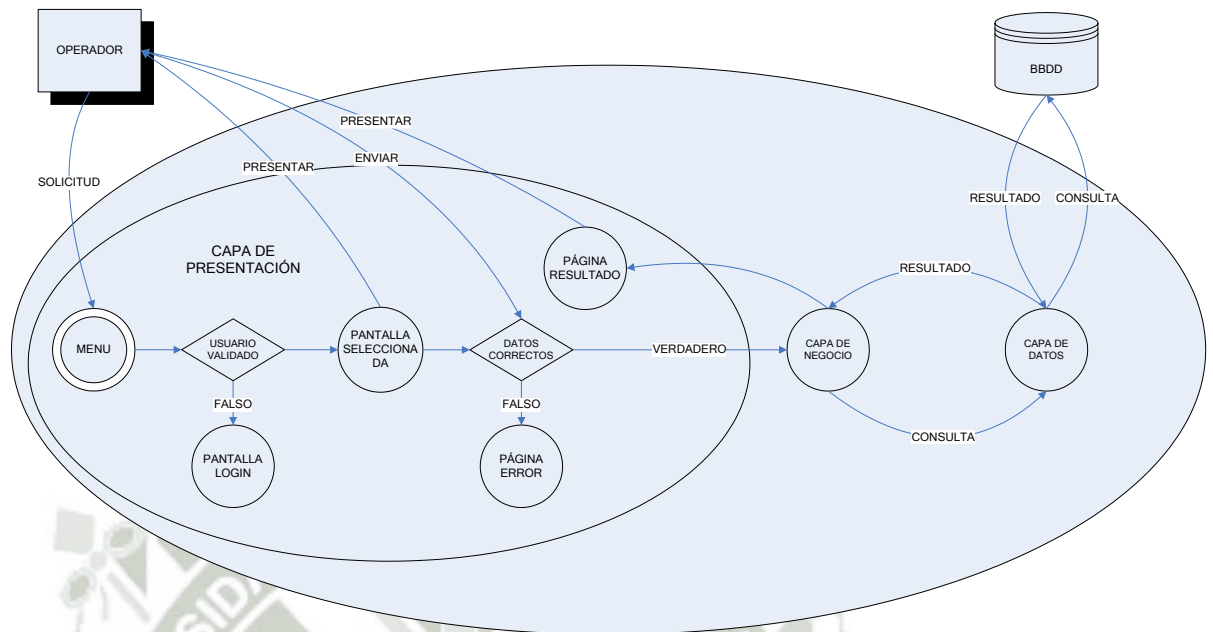 OPERADOR
BBDD
PRESENTAR
ENVIAR
PRESENTAR
SOLICITUD
RESULTADO
CONSULTA
CAPA DE
PRESENTACIÓN
PÁGINA
RESULTADO
RESULTADO
MENU
USUARIO
VALIDADO
PANTALLA
SELECCIONA
DA
DATOS
CORRECTOS
VERDADERO
CAPA DE
NEGOCIO
CAPA DE
DATOS
FALSO
FALSO
CONSULTA
PANTALLA
LOGIN
PÁGINA
ERROR
SID